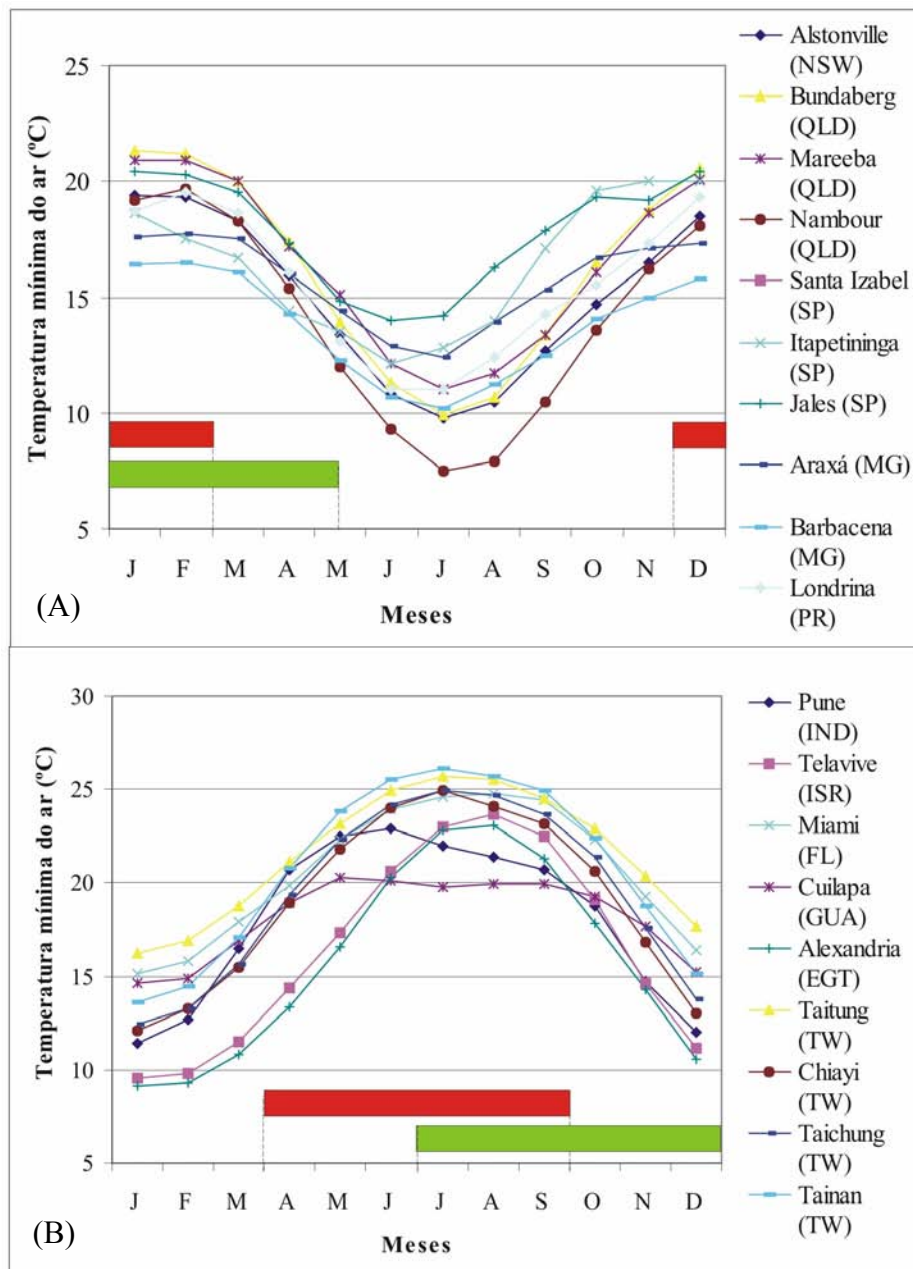 Alstonville
(NSW)
Bundaberg
(QLD)
Mareeba
(QLD)
Nambour
(QLD)
Santa Izabel
(SP)
Itapetininga
(SP)
Jales (SP)
Araxá (MG)
Barbacena
(MG)
Londrina
(PR)
Temperatura mínima do ar (ºC)
25
20
15
10
5
J F M A M J J A S O N D
Meses
(A)
Pune
(IND)
Telavive
(ISR)
Miami
(FL)
Cuilapa
(GUA)
Alexandria
(EGT)
Taitung
(TW)
Chiayi
(TW)
Taichung
(TW)
Tainan
(TW)
Temperatura mínima do ar (ºC)
30
25
20
15
10
5
J F M A M J J A S O N D
Meses
(B)